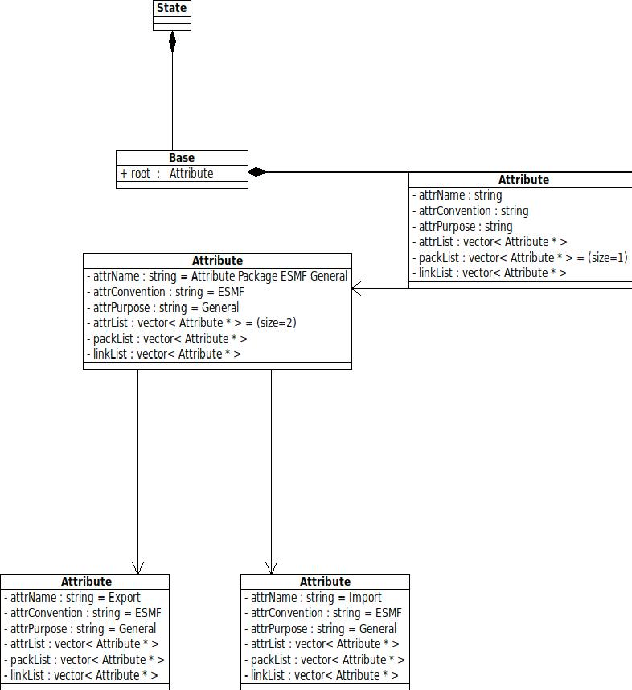 State
Base
+ root : Attribute
Attribute
- attrName : string
- attrConvention : string
- attrPurpose : string
- attrList : vector< Attribute * >
- packList : vector< Attribute * > = (size=1)
- linkList : vector< Attribute * >
Attribute
- attrName : string = Attribute Package ESMF General
- attrConvention : string = ESMF
- attrPurpose : string = General
- attrList : vector< Attribute * > = (size=2)
- packList : vector< Attribute * >
- linkList : vector< Attribute * >
Attribute
- attrName : string = Export
- attrConvention : string = ESMF
- attrPurpose : string = General
- attrList : vector< Attribute * >
- packList : vector< Attribute * >
- linkList : vector< Attribute * >
Attribute
- attrName : string = Import
- attrConvention : string = ESMF
- attrPurpose : string = General
- attrList : vector< Attribute * >
- packList : vector< Attribute * >
- linkList : vector< Attribute * >